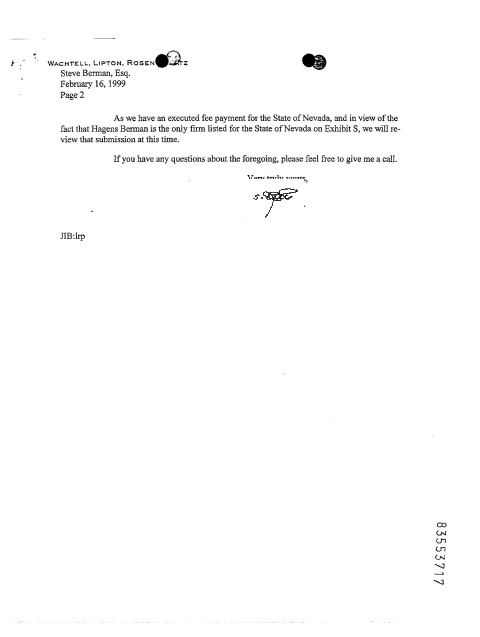 WACHTELL, LIPTON, ROSEN TZ
Steve Berman, Esq.
February 16, 1999
Page 2
As we have an executed fee payment for the State of Nevada, and in view of the
fact that Hagens Berman is the only firm listed for the State of Nevada on Exhibit S, we will re-
view that submission at this time.
If you have any questions about the foregoing, please feel free to give me a call.
Very truly yours,
JIB:lrp
83553717